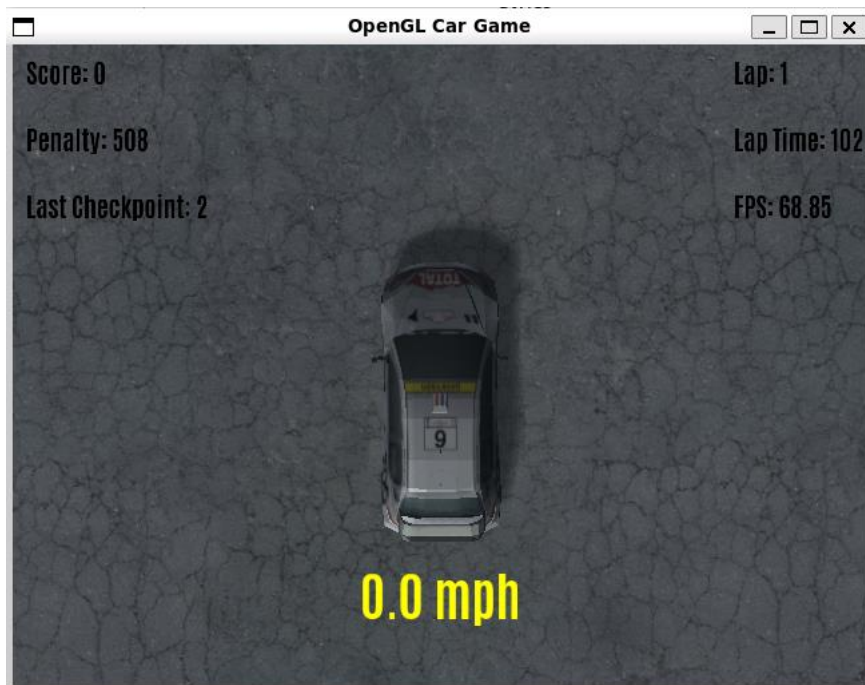 OpenGL Car Game
Score: 0
Lap: 1
Penalty: 508
Lap Time: 102
Last Checkpoint: 2
FPS: 68.85
TOTAL
6
0.0 mph